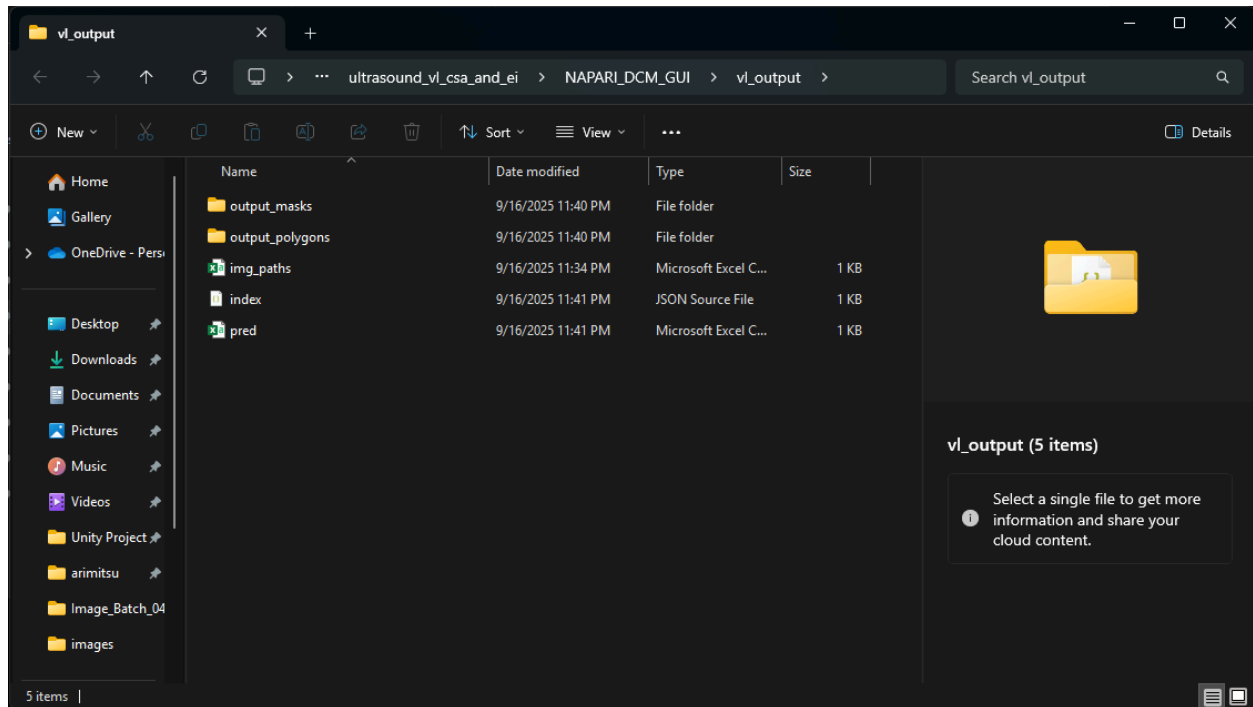 vl_output
ultrasound_vl_csa_and_ei > NAPARI_DCM_GUI > vl_output >
Search vl_output
New
Sort
View
Details
Name
Date modified
Type
Size
output_masks 9/16/2025 11:40 PM File folder
output_polygons 9/16/2025 11:40 PM File folder
img_paths 9/16/2025 11:34 PM Microsoft Excel C... 1 KB
index 9/16/2025 11:41 PM JSON Source File 1 KB
pred 9/16/2025 11:41 PM Microsoft Excel C... 1 KB
Home
Gallery
OneDrive - Pers
Desktop
Downloads
Documents
Pictures
Music
Videos
Unity Project
arimitsu
Image_Batch_04
images
vl_output (5 items)
Select a single file to get more
information and share your
cloud content.
5 items